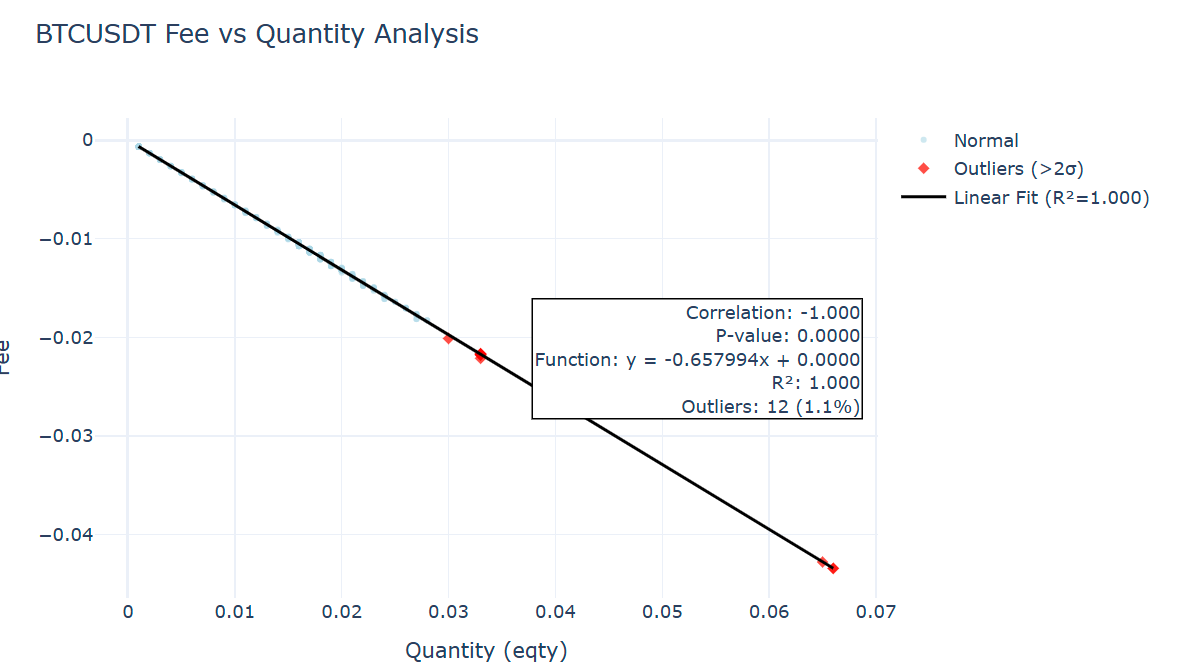 BTCUSDT Fee vs Quantity Analysis
0
−0.01
−0.02
−0.03
−0.04
Fee
0
0.01
0.02
0.03
0.04
0.05
0.06
0.07
Quantity (eqty)
Normal
Outliers (>2σ)
Linear Fit (R²=1.000)
Correlation: -1.000
P-value: 0.0000
Function: y = -0.657994x + 0.0000
R²: 1.000
Outliers: 12 (1.1%)